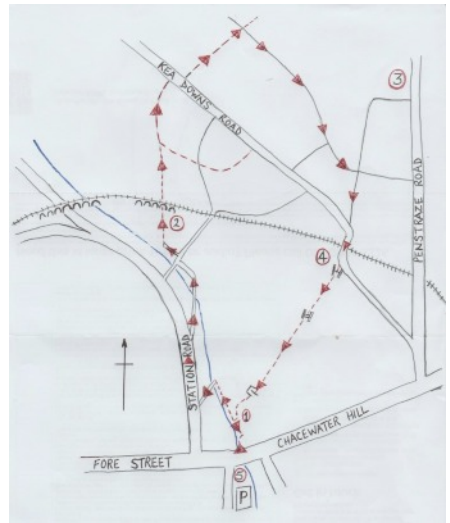 KEA DOWNS ROAD
3
PENSTRAZE ROAD
2
4
STATION ROAD
1
CHACEWATER HILL
FORE STREET
5
P